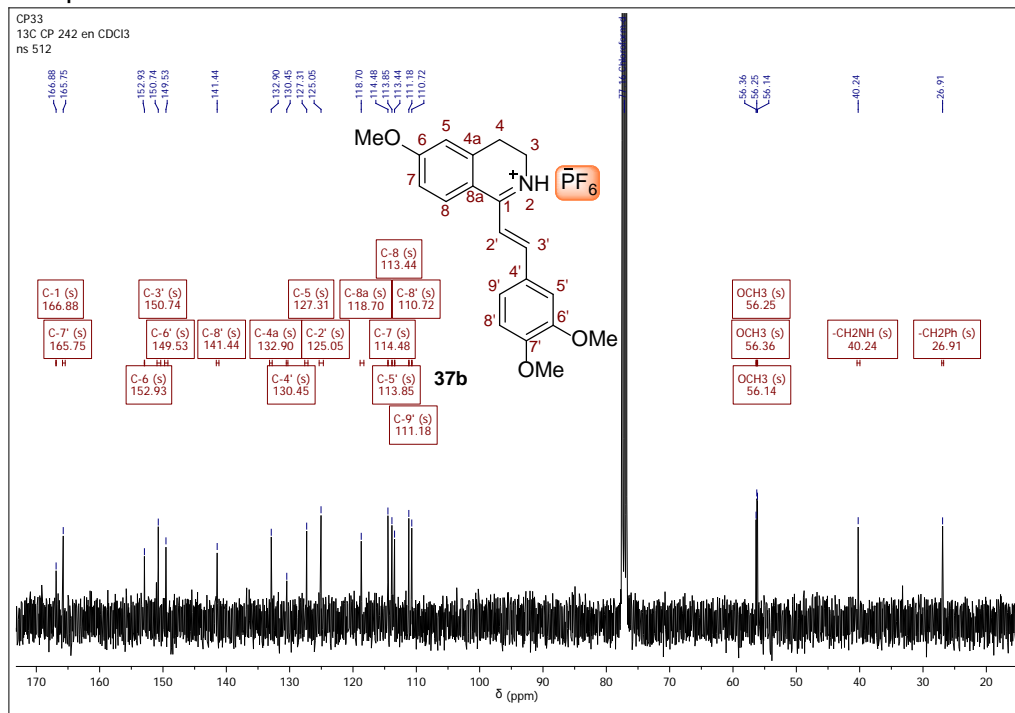 CP33
13C CP 242 en CDCl3
ns 512
166.88
165.75
152.93
150.74
149.53
141.44
132.90
130.45
127.31
125.05
118.70
114.48
113.85
113.44
111.18
110.72
77.16 Chloroform-d
56.36
56.25
56.14
40.24
26.91
MeO
6
5
4a
4
3
7
8
8a
1
2
+
NH
PF6
2'
3'
4'
9'
5'
8'
6'
7'
OMe
OMe
37b
C-8 (s)
113.44
C-1 (s)
166.88
C-3' (s)
150.74
C-5 (s)
127.31
C-8a (s)
118.70
C-8' (s)
110.72
OCH3 (s)
56.25
C-7' (s)
165.75
C-6' (s)
149.53
C-8' (s)
141.44
C-4a (s)
132.90
C-2' (s)
125.05
C-7 (s)
114.48
OCH3 (s)
56.36
-CH2NH (s)
40.24
-CH2Ph (s)
26.91
C-6 (s)
152.93
C-4' (s)
130.45
C-5' (s)
113.85
OCH3 (s)
56.14
C-9' (s)
111.18
170 160 150 140 130 120 110 100 90 80 70 60 50 40 30 20
δ (ppm)